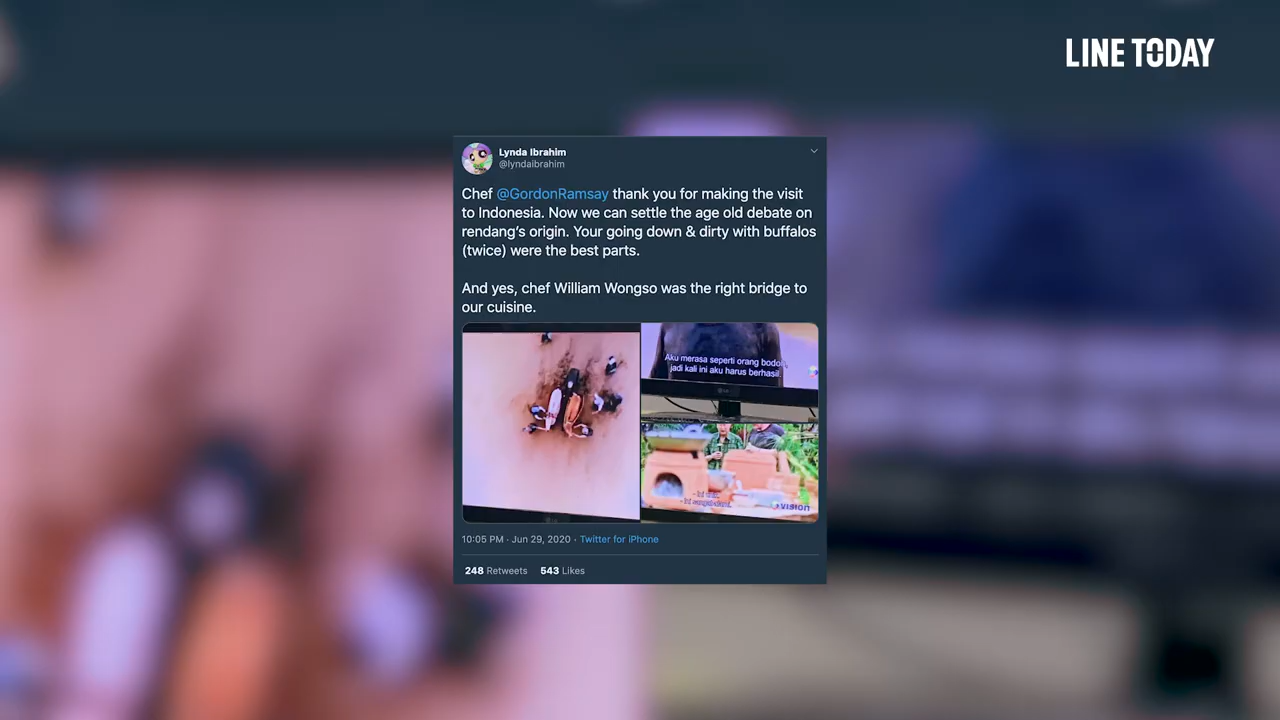 LINE TODAY
Lynda Ibrahim
@lyndaibrahim
Chef @GordonRamsay thank you for making the visit
to Indonesia. Now we can settle the age old debate on
rendang's origin. Your going down & dirty with buffalos
(twice) were the best parts.
And yes, chef William Wongso was the right bridge to
our cuisine.
Aku merasa seperti orang bodoh,
jadi kali ini aku harus berhasil.
LG
10:05 PM · Jun 29, 2020 · Twitter for iPhone
248 Retweets 543 Likes